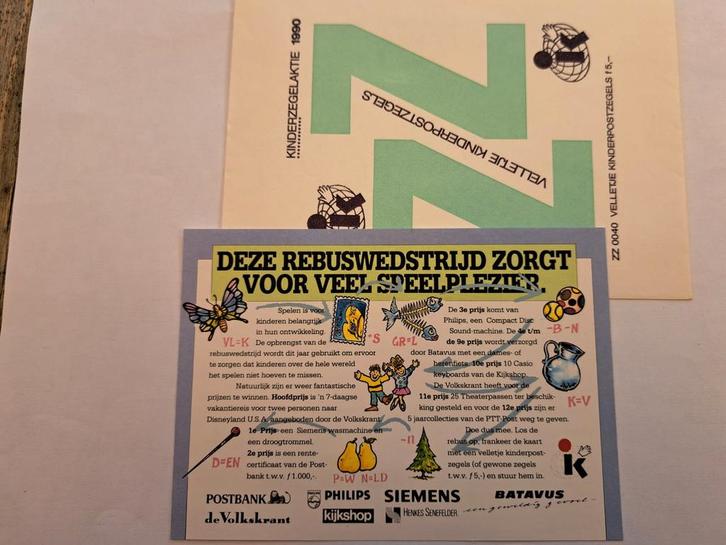 KINDERZEGELAKTIE 1990
VELLETJE KINDERPOSTZEGELS
ZZ 0040 VELLETJE KINDERPOSTZEGELS f 5,–
Z
Z
ik
ik
DEZE REBUSWEDSTRIJD ZORGT
VOOR VEEL SPEELPLEZIER.
Spelen is voor
kinderen belangrijk
in hun ontwikkeling.
De opbrengst van de
rebuswedstrijd wordt dit jaar gebruikt om ervoor
te zorgen dat kinderen over de hele wereld
het spelen niet hoeven te missen.
Natuurlijk zijn er weer fantastische
prijzen te winnen. Hoofdprijs is 'n 7-daagse
vakantiereis voor twee personen naar
Disneyland U.S.A. aangeboden door de Volkskrant.
1e Prijs een Siemens wasmachine en
een droogtrommel.
2e prijs is een rente-
certificaat van de Post-
bank t.w.v. f 1.000,-.
De 3e prijs komt van
Philips, een Compact Disc
Sound-machine. De 4e t/m
de 9e prijs wordt verzorgd
door Batavus met een dames- of
herenfiets. 10e prijs 10 Casio
keyboards van de Kijkshop.
De Volkskrant heeft voor de
11e prijs 25 Theaterpassen ter beschik-
king gesteld en voor de 12e prijs zijn er
5 jaarcollecties van de PTT-Post weg te geven.
Doe dus mee. Los de
rebus op, frankeer de kaart
met een velletje kinderpost-
zegels (of gewone zegels
t.w.v. f 5,-) en stuur hem in.
VL=K
-S
GR=L
-B -N
K=V
D=EN
P=W N=LD
-n
ik
POSTBANK
PHILIPS
SIEMENS
BATAVUS
de Volkskrant
kijkshop
HENKES SENEFELDER
een geweldig gevoel